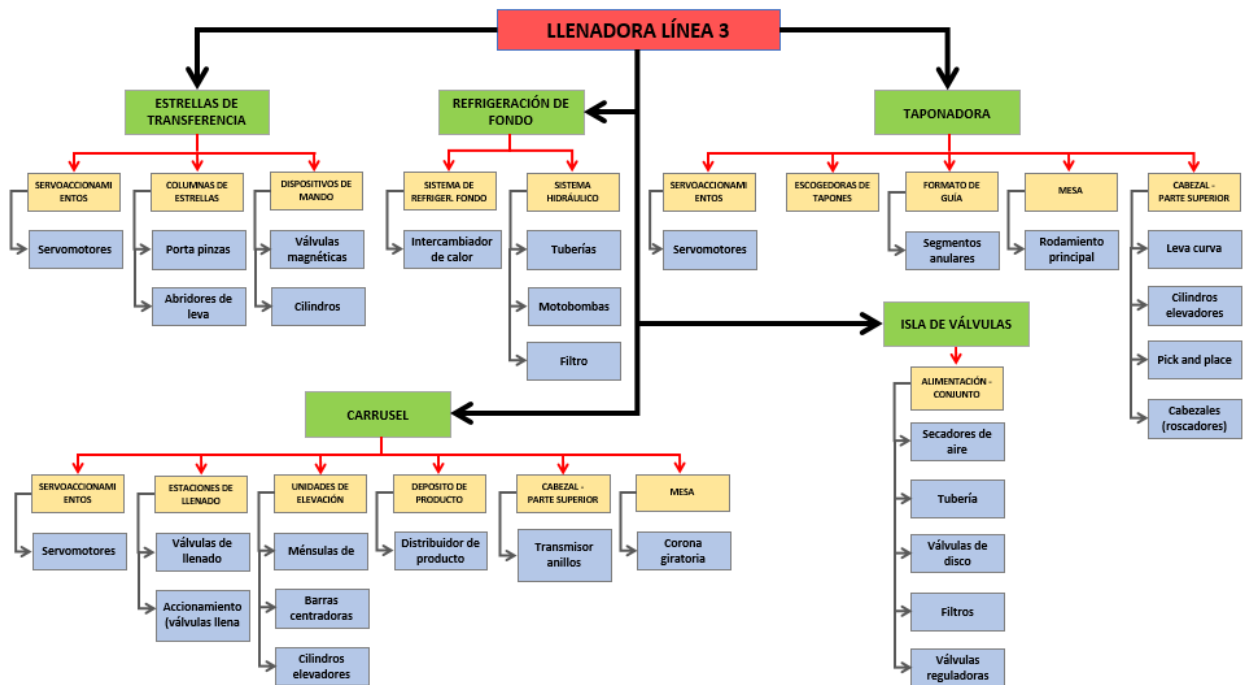 LLENADORA LÍNEA 3
ESTRELLAS DE
TRANSFERENCIA
REFRIGERACIÓN DE
FONDO
TAPONADORA
SERVOACCIONAMI
ENTOS
COLUMNAS DE
ESTRELLAS
DISPOSITIVOS DE
MANDO
SISTEMA DE
REFRIGER. FONDO
SISTEMA
HIDRÁULICO
SERVOACCIONAMI
ENTOS
ESCOGEDORAS DE
TAPONES
FORMATO DE
GUÍA
MESA
CABEZAL -
PARTE SUPERIOR
Servomotores
Porta pinzas
Válvulas
magnéticas
Intercambiador
de calor
Tuberías
Servomotores
Segmentos
anulares
Rodamiento
principal
Leva curva
Abridores de
leva
Cilindros
Motobombas
Cilindros
elevadores
Filtro
Pick and place
Cabezales
(roscadores)
ISLA DE VÁLVULAS
ALIMENTACIÓN -
CONJUNTO
Secadores de
aire
Tubería
Válvulas de
disco
Filtros
Válvulas
reguladoras
CARRUSEL
SERVOACCIONAMI
ENTOS
ESTACIONES DE
LLENADO
UNIDADES DE
ELEVACIÓN
DEPOSITO DE
PRODUCTO
CABEZAL -
PARTE SUPERIOR
MESA
Servomotores
Válvulas de
llenado
Ménsulas de
Distribuidor de
producto
Transmisor
anillos
Corona
giratoria
Accionamiento
(válvulas llena
Barras
centradoras
Cilindros
elevadores